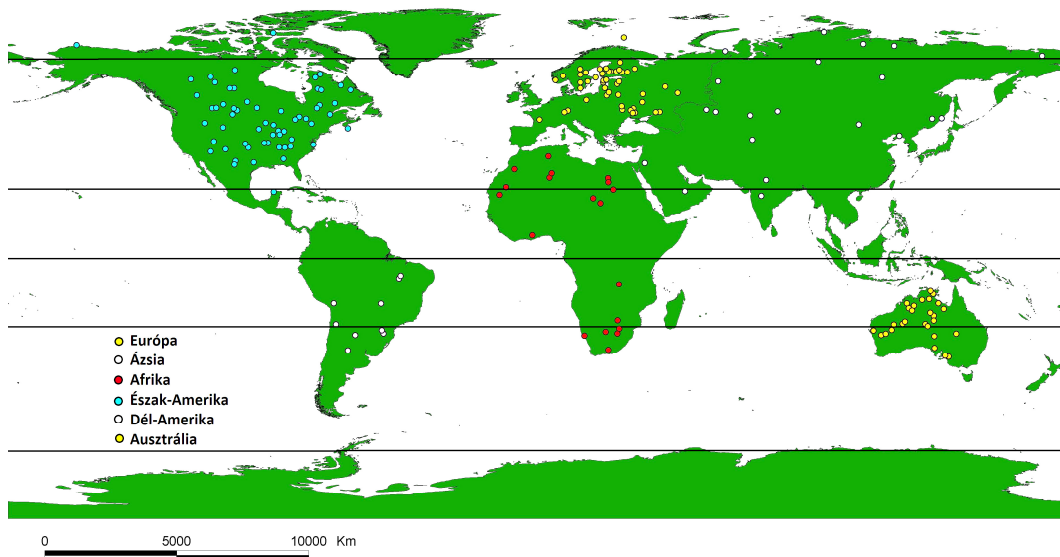 Európa
Ázsia
Afrika
Észak-Amerika
Dél-Amerika
Ausztrália
0 5000 10000 Km